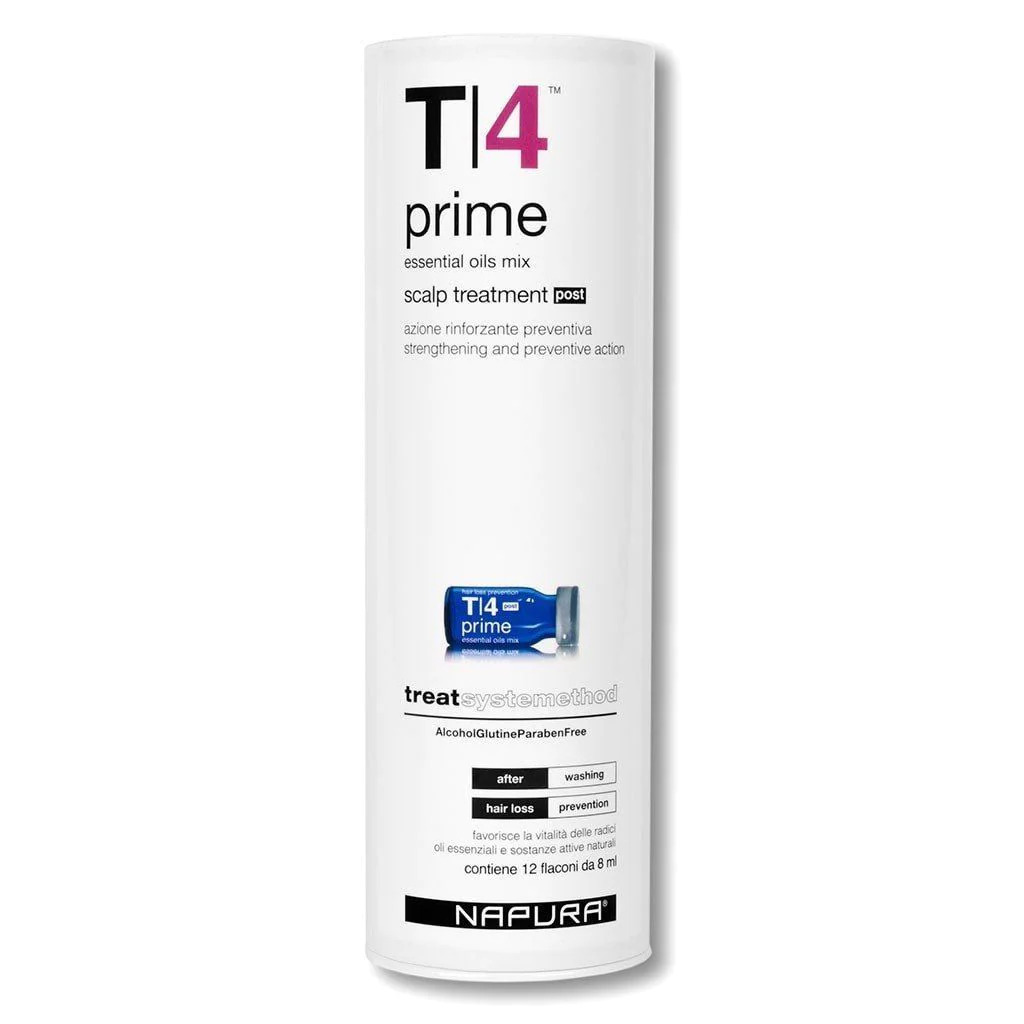 T|4™
prime
essential oils mix
scalp treatment post
azione rinforzante preventiva
strengthening and preventive action
hair loss prevention
T|4 post
prime
essential oils mix
treatsystemethod
AlcoholGlutineParabenFree
after washing
hair loss prevention
favorisce la vitalità delle radici
oli essenziali e sostanze attive naturali
contiene 12 flaconi da 8 ml
NAPURA®